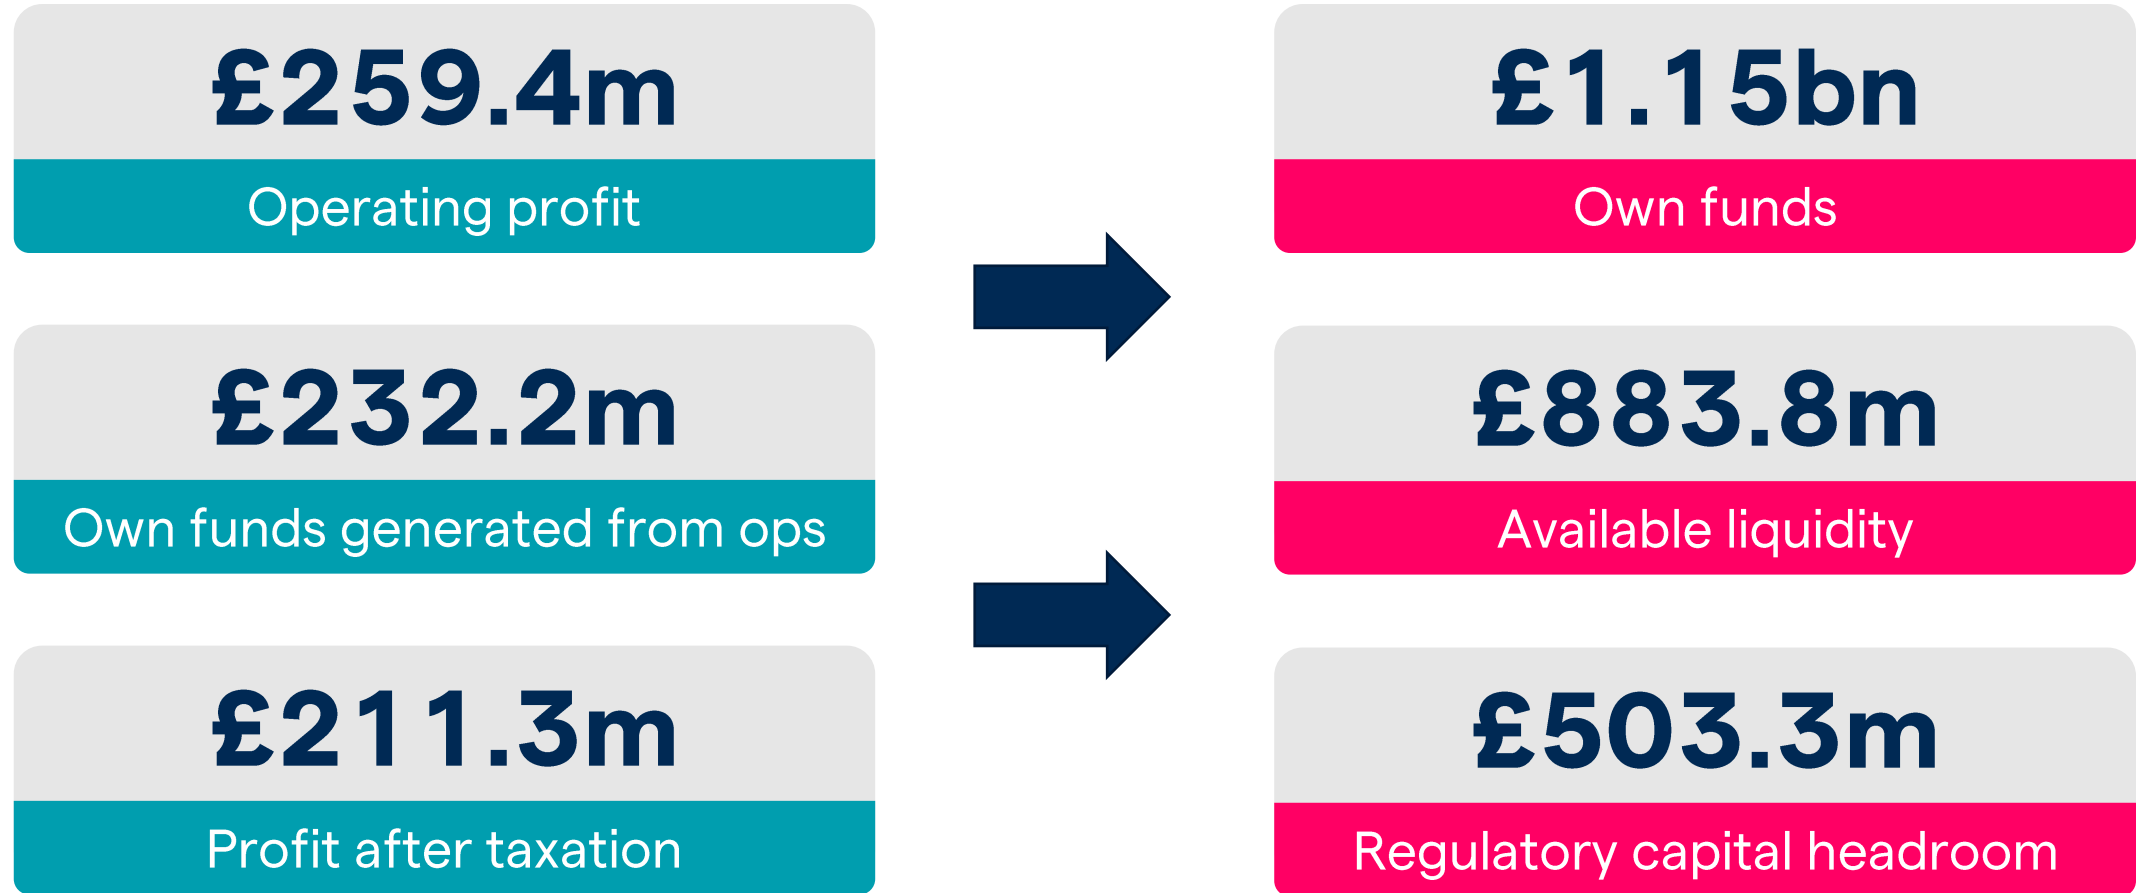 £259.4m
Operating profit
£232.2m
Own funds generated from ops
£211.3m
Profit after taxation
£1.15bn
Own funds
£883.8m
Available liquidity
£503.3m
Regulatory capital headroom